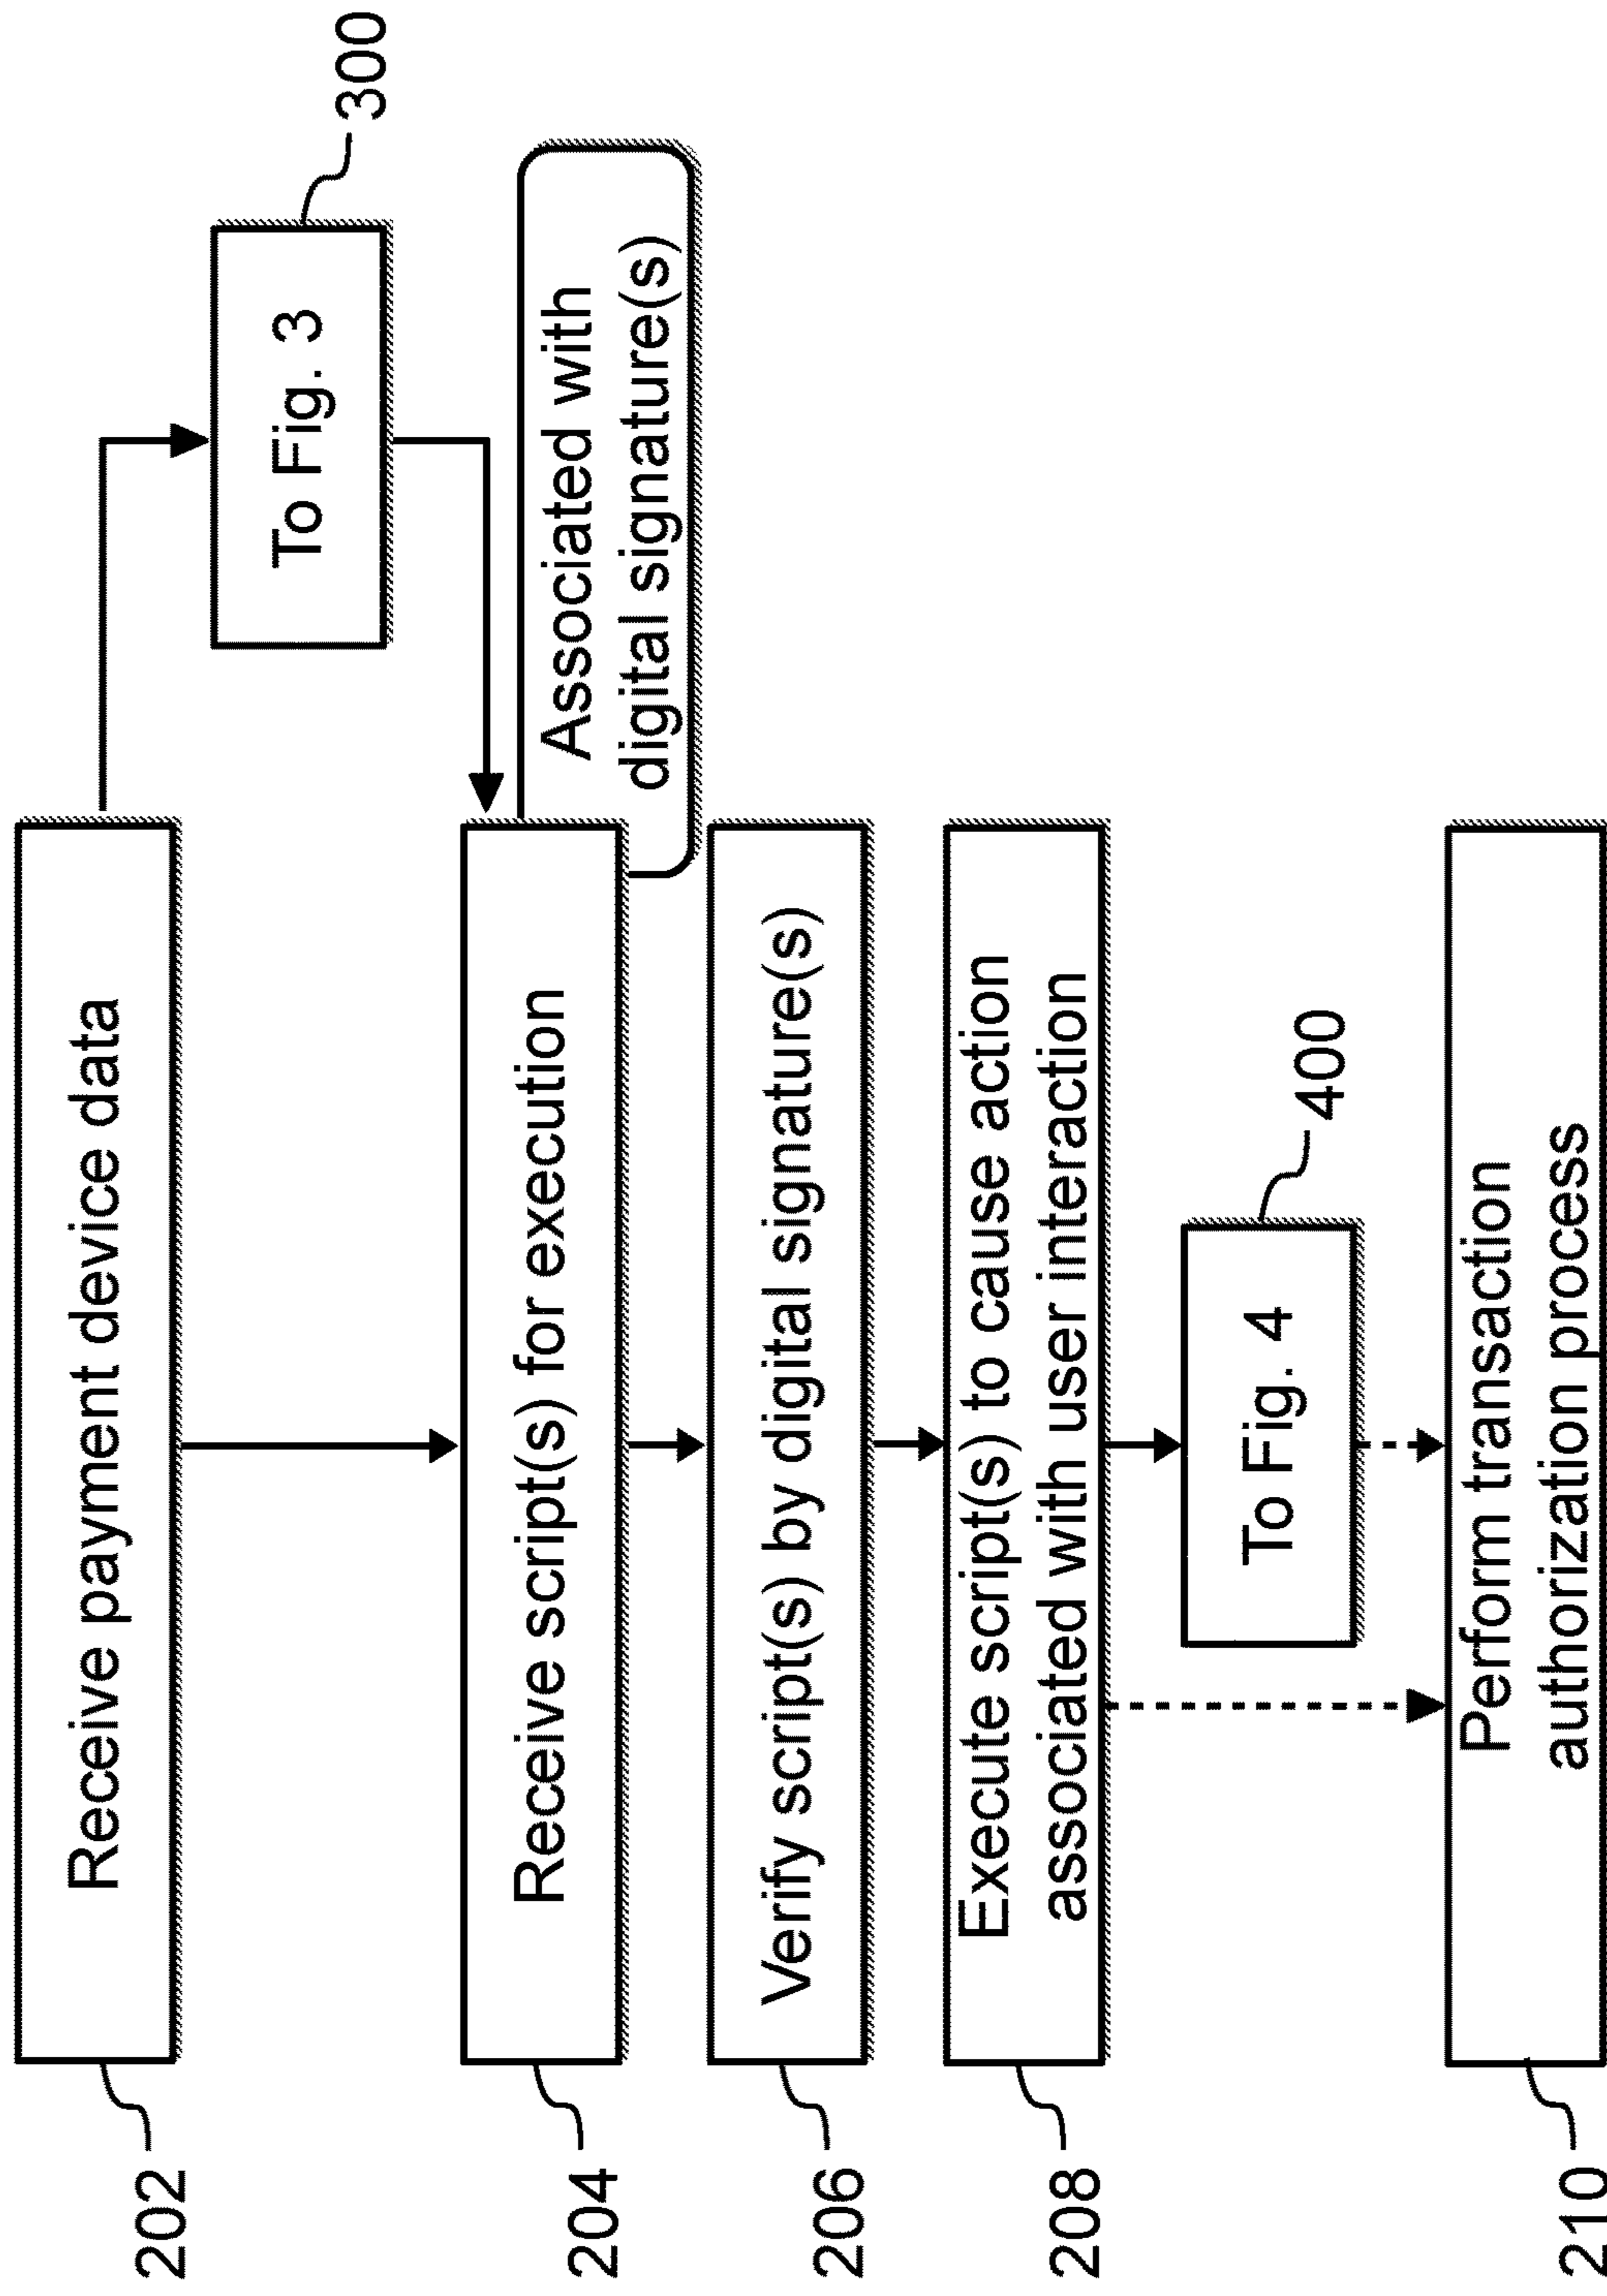 202
Receive payment device data
To Fig. 3
300
204
Receive script(s) for execution
Associated with
digital signature(s)
206
Verify script(s) by digital signature(s)
208
Execute script(s) to cause action
associated with user interaction
To Fig. 4
400
210
Perform transaction
authorization process